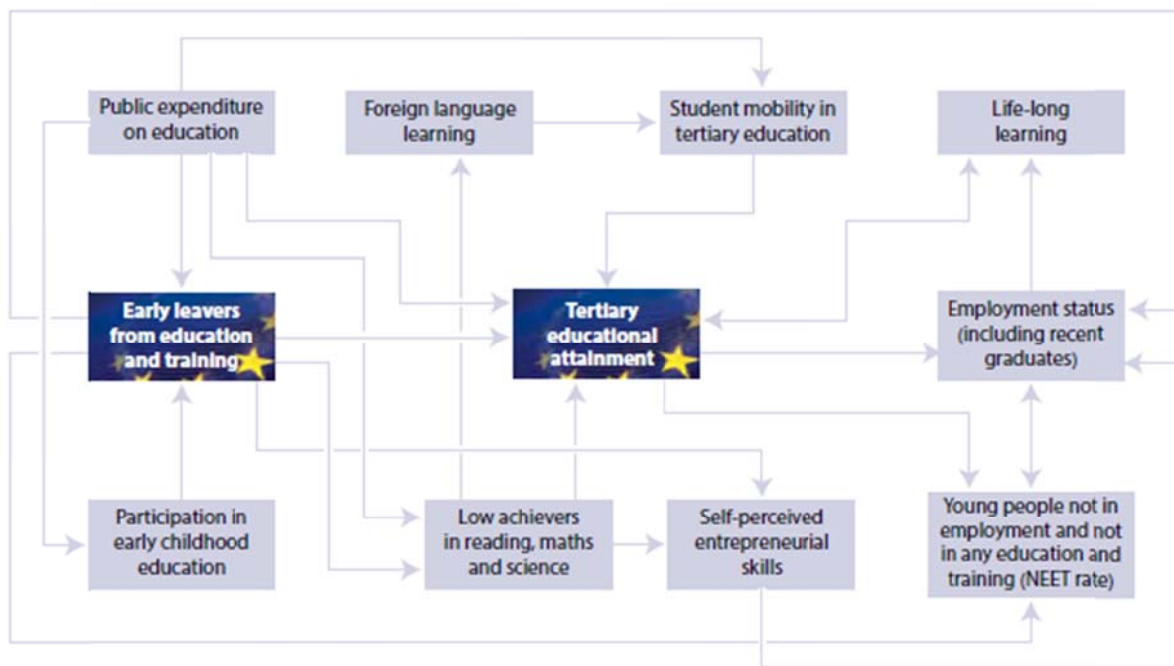 Public expenditure
on education
Foreign language
learning
Student mobility in
tertiary education
Life-long
learning
Early leavers
from education
and training
Tertiary
educational
attainment
Employment status
(including recent
graduates)
Participation in
early childhood
education
Low achievers
in reading, maths
and science
Self-perceived
entrepreneurial
skills
Young people not in
employment and not
in any education and
training (NEET rate)